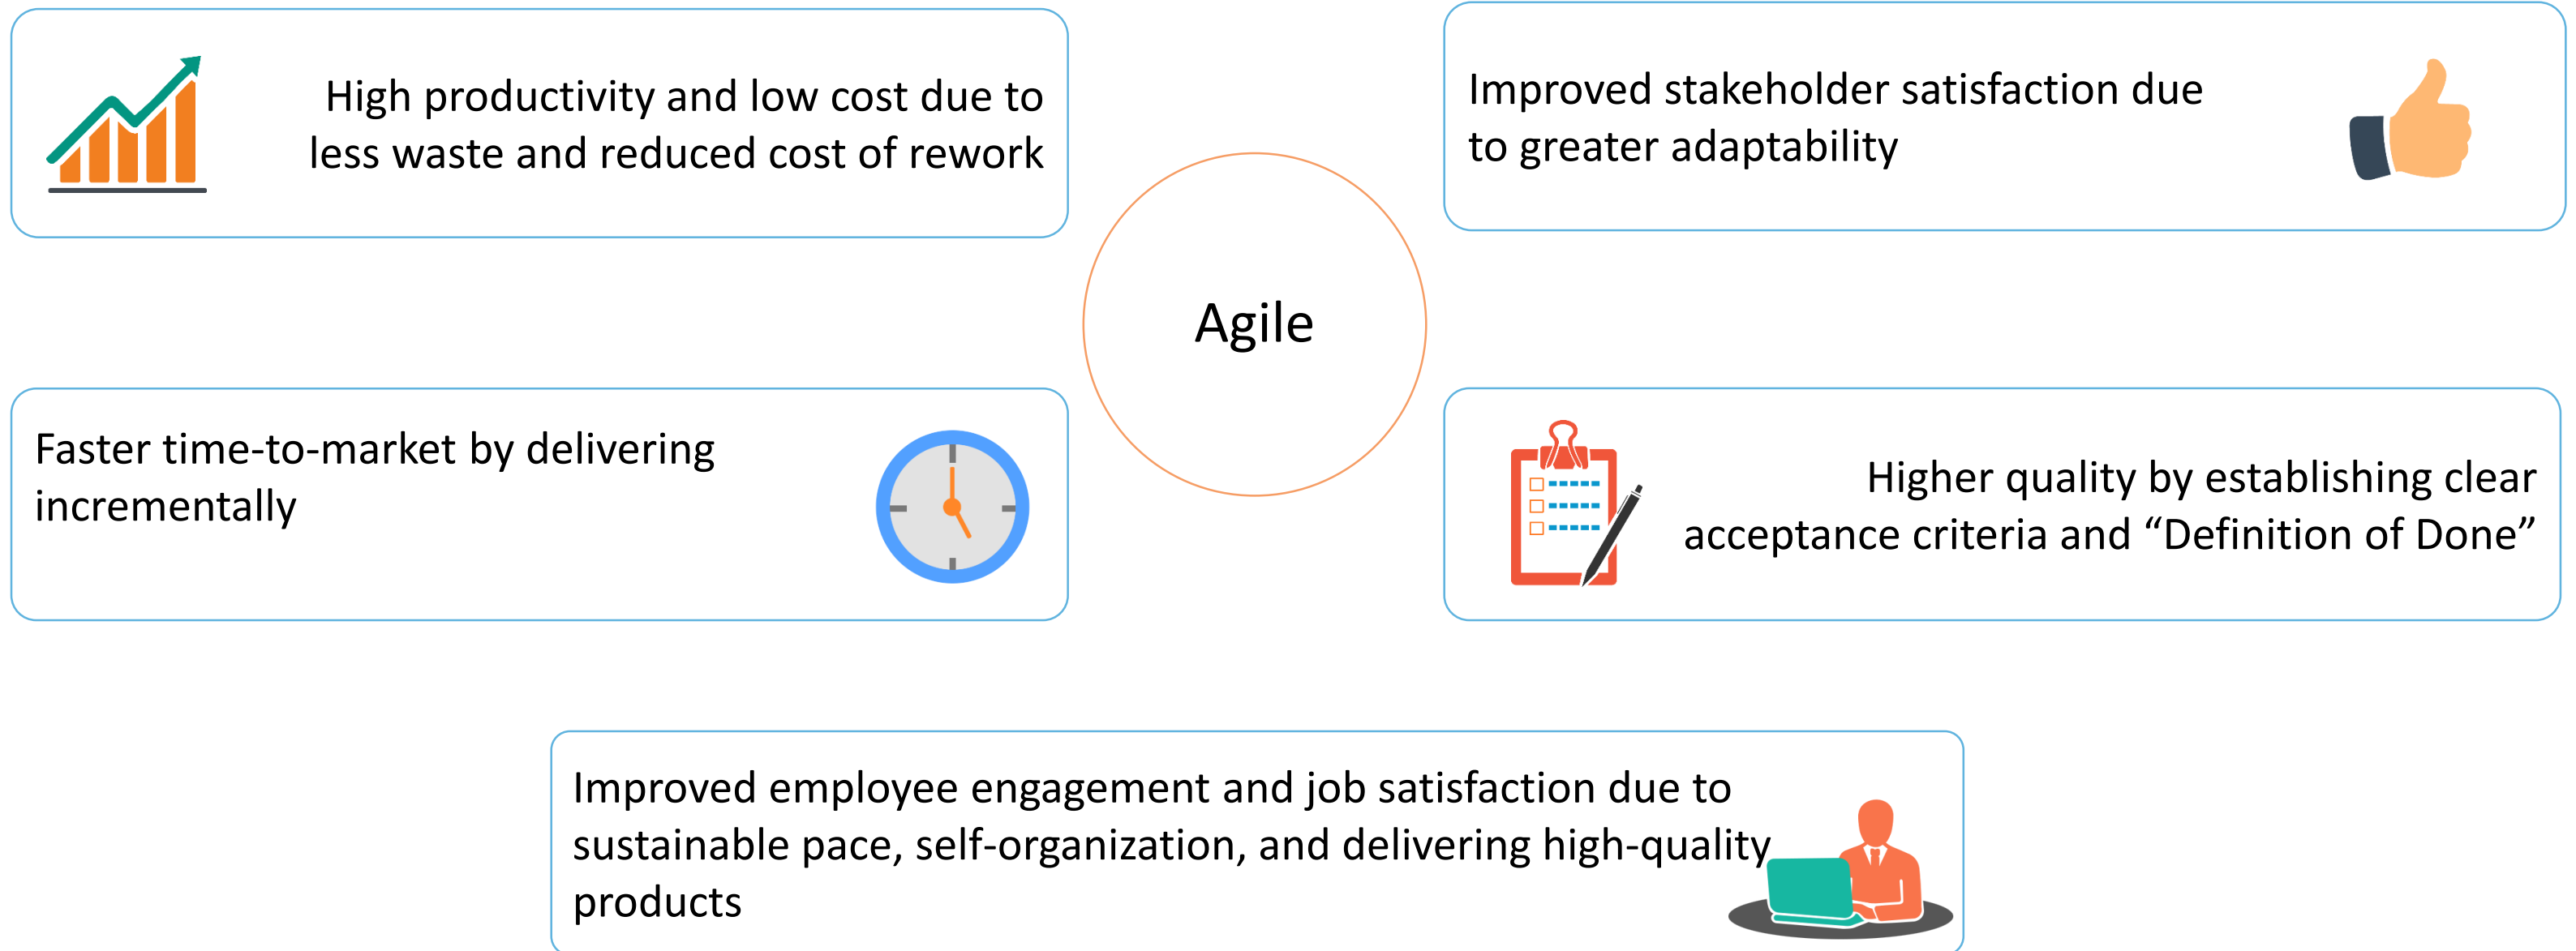 High productivity and low cost due to
less waste and reduced cost of rework
Improved stakeholder satisfaction due
to greater adaptability
Agile
Faster time-to-market by delivering
incrementally
Higher quality by establishing clear
acceptance criteria and “Definition of Done”
Improved employee engagement and job satisfaction due to
sustainable pace, self-organization, and delivering high-quality
products